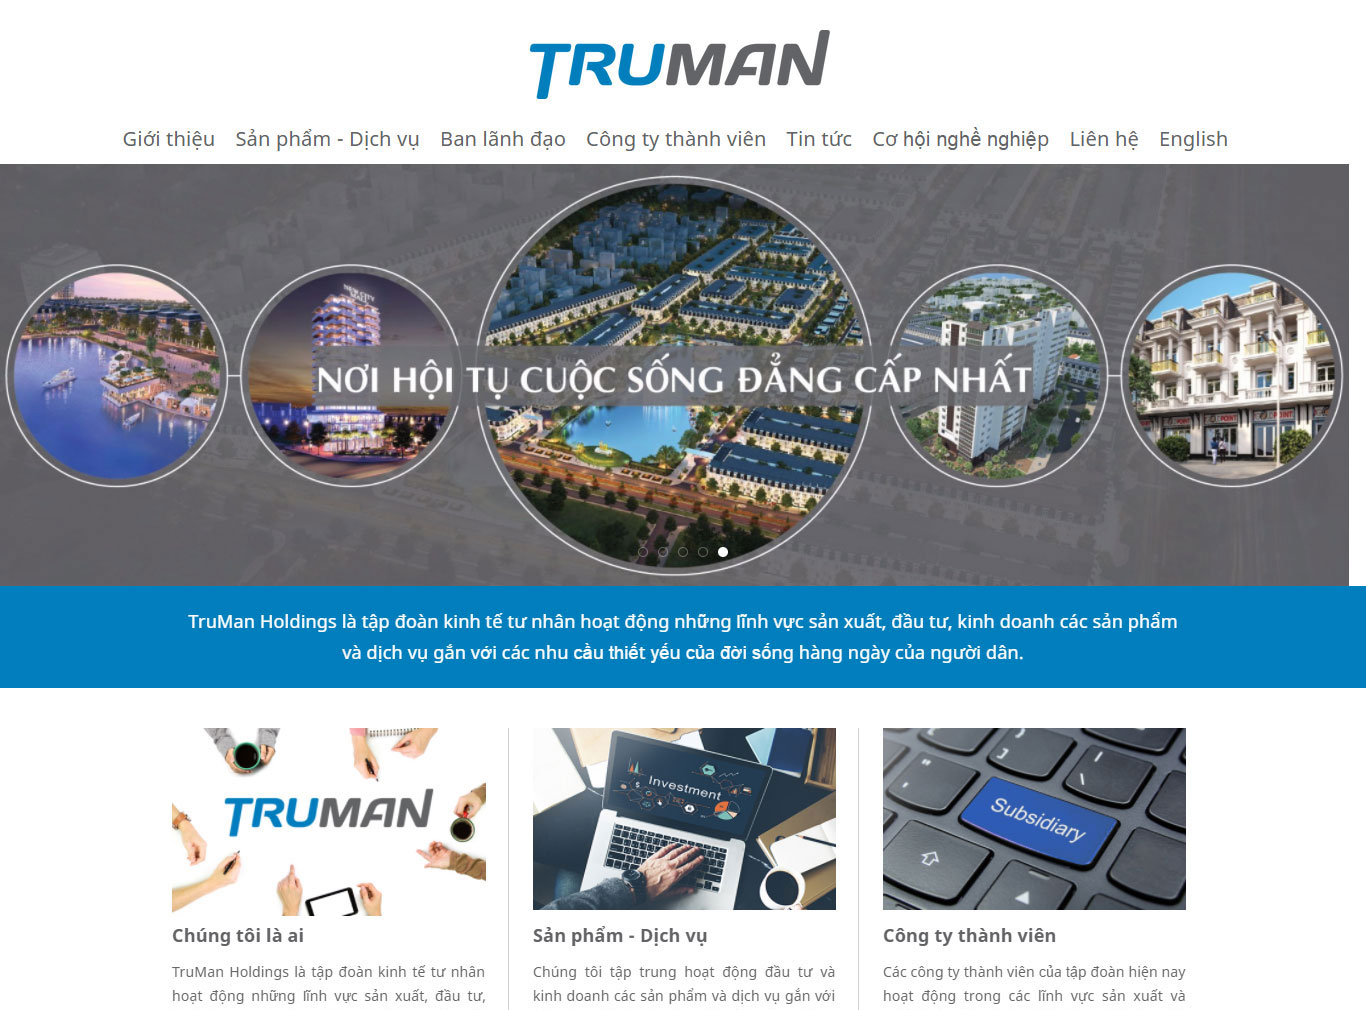 TRUMAN
Giới thiệu Sản phẩm - Dịch vụ Ban lãnh đạo Công ty thành viên Tin tức Cơ hội nghề nghiệp Liên hệ English
NEW CITY
NƠI HỘI TỤ CUỘC SỐNG ĐẲNG CẤP NHẤT
TruMan Holdings là tập đoàn kinh tế tư nhân hoạt động những lĩnh vực sản xuất, đầu tư, kinh doanh các sản phẩm
và dịch vụ gắn với các nhu cầu thiết yếu của đời sống hàng ngày của người dân.
TRUMAN
Investment
Subsidiary
Chúng tôi là ai
TruMan Holdings là tập đoàn kinh tế tư nhân
hoạt động những lĩnh vực sản xuất, đầu tư,
Sản phẩm - Dịch vụ
Chúng tôi tập trung hoạt động đầu tư và
kinh doanh các sản phẩm và dịch vụ gắn với
Công ty thành viên
Các công ty thành viên của tập đoàn hiện nay
hoạt động trong các lĩnh vực sản xuất và